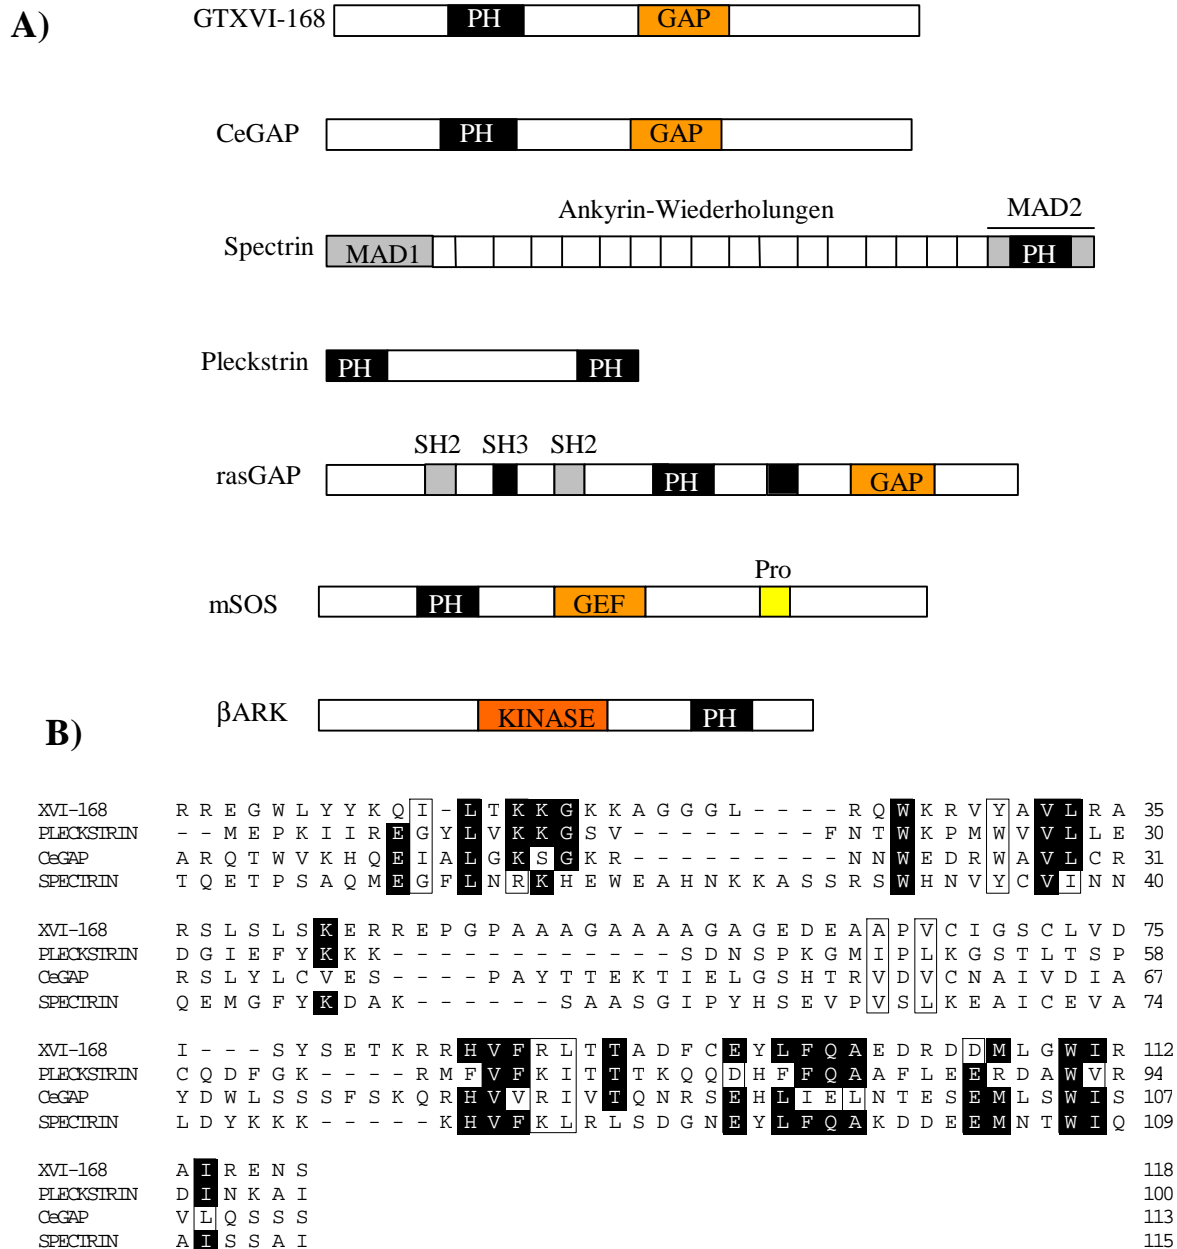 A)
GTXVI-168 PH GAP
CeGAP PH GAP
Ankyrin-Wiederholungen MAD2
Spectrin MAD1 PH
Pleckstrin PH PH
SH2 SH3 SH2
rasGAP PH GAP
Pro
mSOS PH GEF
βARK KINASE PH
B)
XVI-168 R R E G W L Y Y K Q I - L T K K G K K A G G G L - - - - R Q W K R V Y A V L R A 35
PLECKSTRIN - - M E P K I I R E G Y L V K K G S V - - - - - - - - F N T W K P M W V V L L E 30
CeGAP A R Q T W V K H Q E I A L G K S G K R - - - - - - - - - N N W E D R W A V L C R 31
SPECTRIN T Q E T P S A Q M E G F L N R K H E W E A H N K K A S S R S W H N V Y C V I N N 40
XVI-168 R S L S L S K E R R E P G P A A A G A A A A G A G E D E A A P V C I G S C L V D 75
PLECKSTRIN D G I E F Y K K K - - - - - - - - - - - - S D N S P K G M I P L K G S T L T S P 58
CeGAP R S L Y L C V E S - - - - P A Y T T E K T I E L G S H T R V D V C N A I V D I A 67
SPECTRIN Q E M G F Y K D A K - - - - - - S A A S G I P Y H S E V P V S L K E A I C E V A 74
XVI-168 I - - - S Y S E T K R R H V F R L T T A D F C E Y L F Q A E D R D D M L G W I R 112
PLECKSTRIN C Q D F G K - - - - R M F V F K I T T T K Q Q D H F F Q A A F L E E R D A W V R 94
CeGAP Y D W L S S S F S K Q R H V V R I V T Q N R S E H L I E L N T E S E M L S W I S 107
SPECTRIN L D Y K K K - - - - - K H V F K L R L S D G N E Y L F Q A K D D E E M N T W I Q 109
XVI-168 A I R E N S 118
PLECKSTRIN D I N K A I 100
CeGAP V L Q S S S 113
SPECTRIN A I S S A I 115